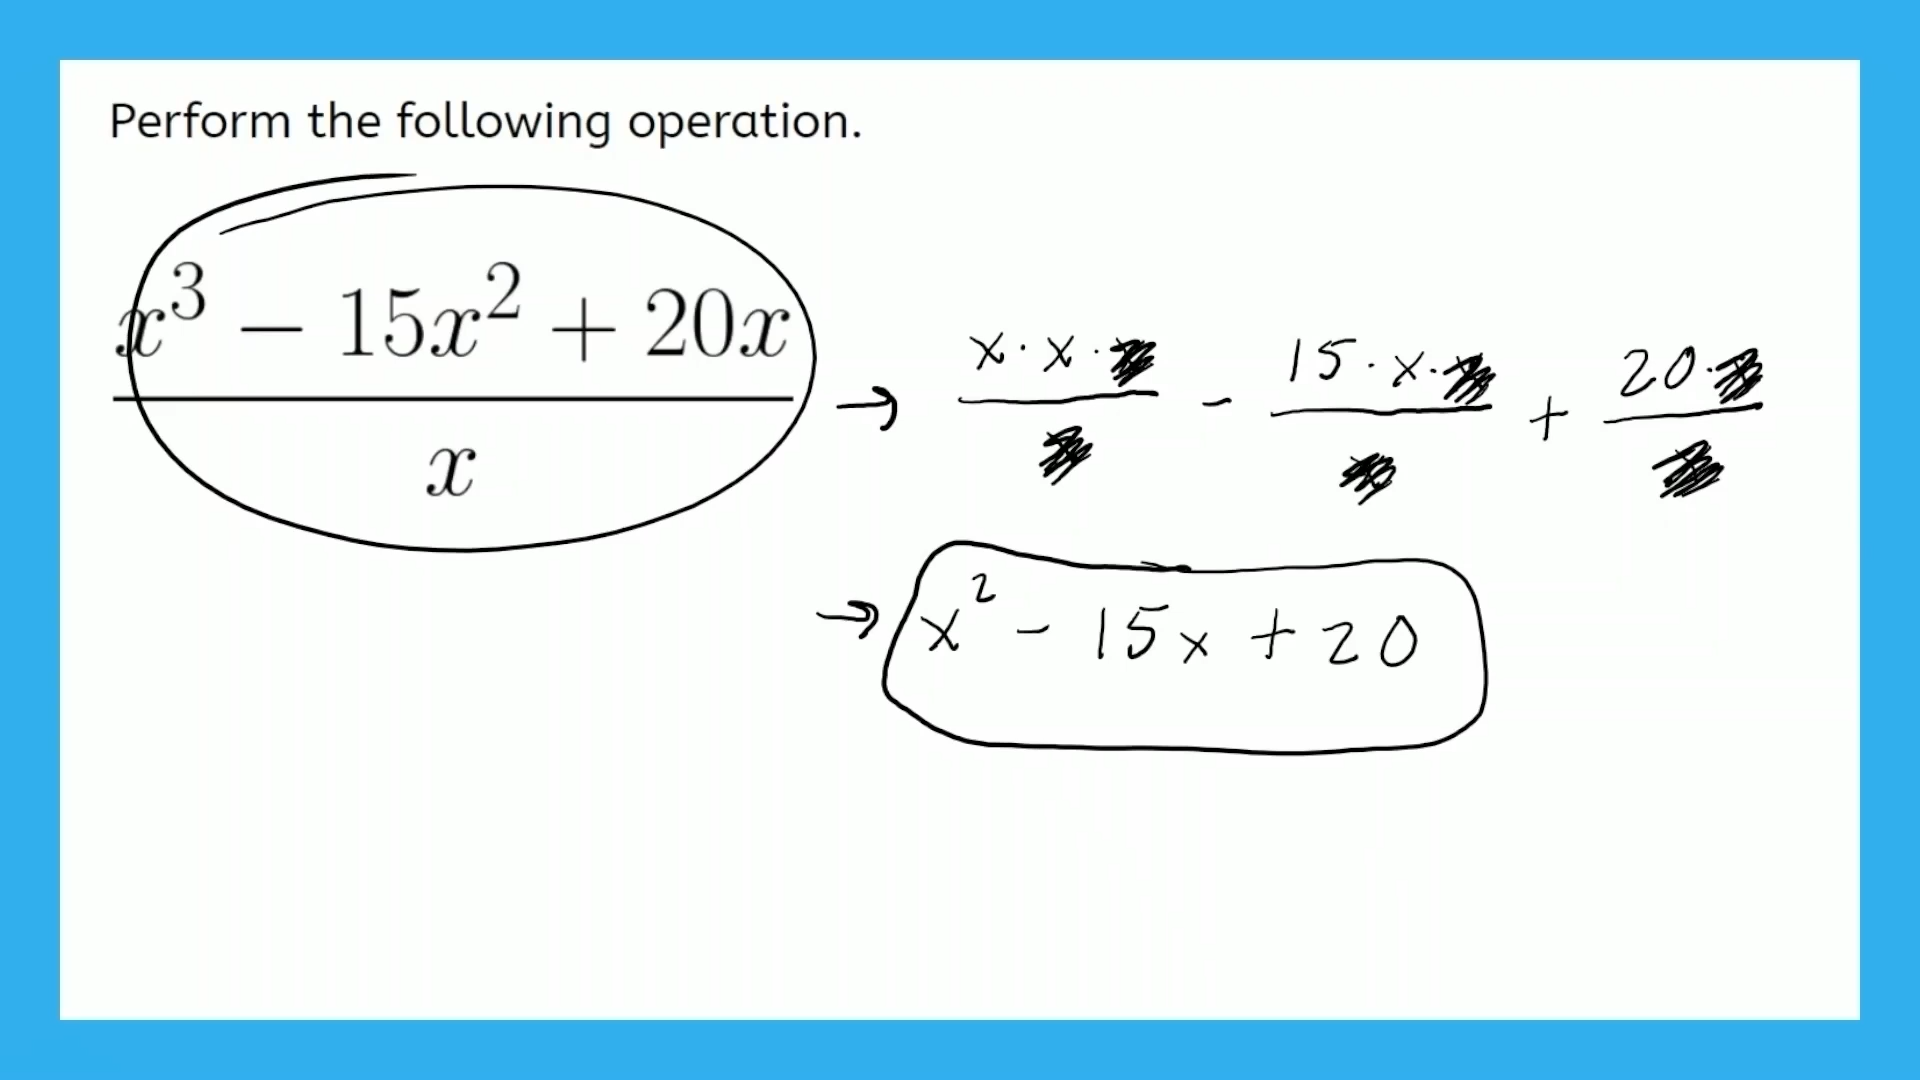 Perform the following operation.
x³ − 15x² + 20x
x
→ x · x · − 15 · x · + 20 ·
→ x² − 15x + 20